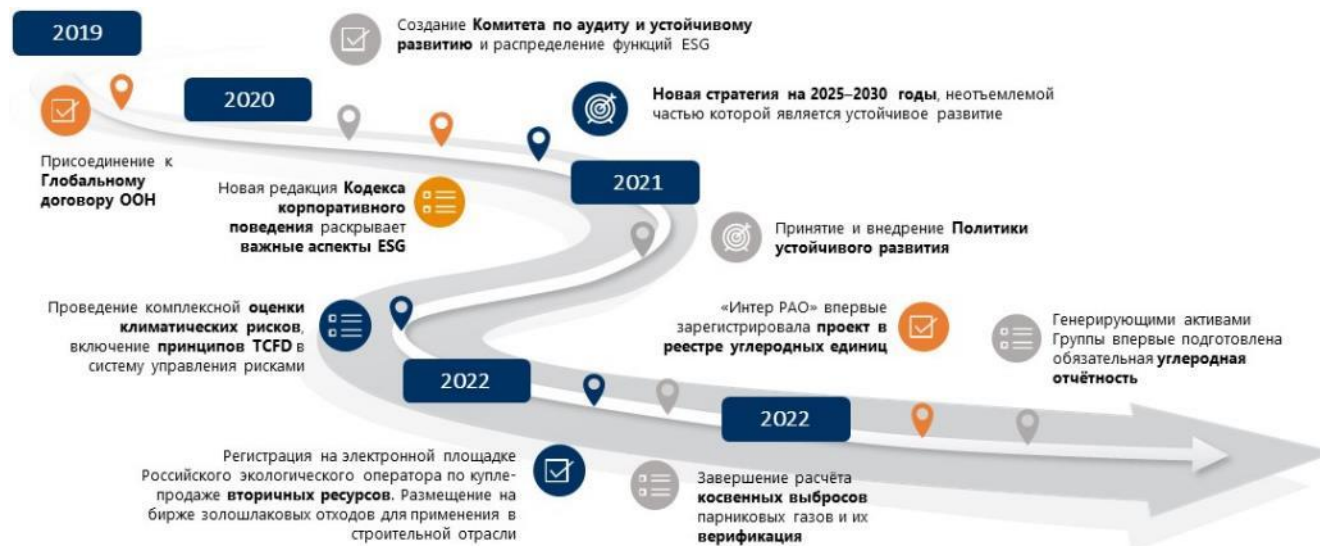 2019
Создание Комитета по аудиту и устойчивому
развитию и распределение функций ESG
2020
Новая стратегия на 2025–2030 годы, неотъемлемой
частью которой является устойчивое развитие
Присоединение к
Глобальному
договору ООН
Новая редакция Кодекса
корпоративного
поведения раскрывает
важные аспекты ESG
2021
Принятие и внедрение Политики
устойчивого развития
Проведение комплексной оценки
климатических рисков,
включение принципов TCFD в
систему управления рисками
«Интер РАО» впервые
зарегистрировала проект в
реестре углеродных единиц
Генерирующими активами
Группы впервые подготовлена
обязательная углеродная
отчётность
2022
2022
Регистрация на электронной площадке
Российского экологического оператора по купле-
продаже вторичных ресурсов. Размещение на
бирже золошлаковых отходов для применения в
строительной отрасли
Завершение расчёта
косвенных выбросов
парниковых газов и их
верификация